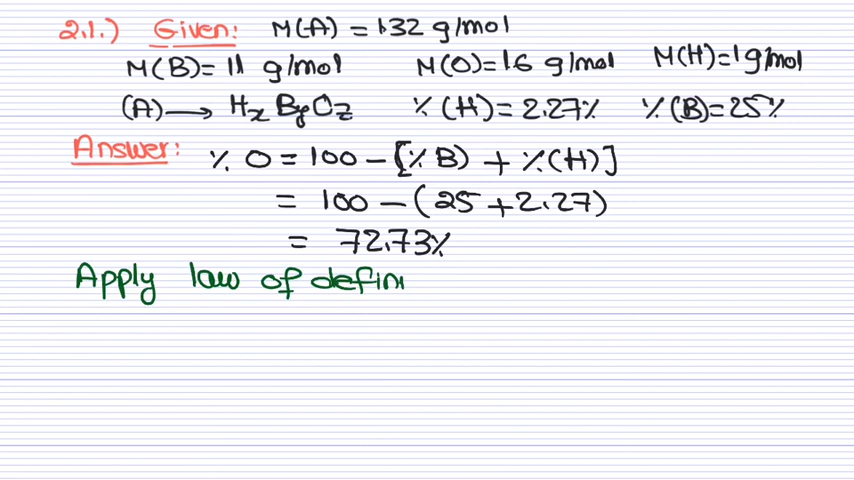 2.1.) Given: M(A) = 132 g/mol
M(B) = 11 g/mol M(O) = 16 g/mol M(H) = 1 g/mol
(A) → HxByOz %(H) = 2.27% %(B) = 25%
Answer: % O = 100 - [% B) + %(H)]
= 100 - (25 + 2.27)
= 72.73%
Apply law of defini